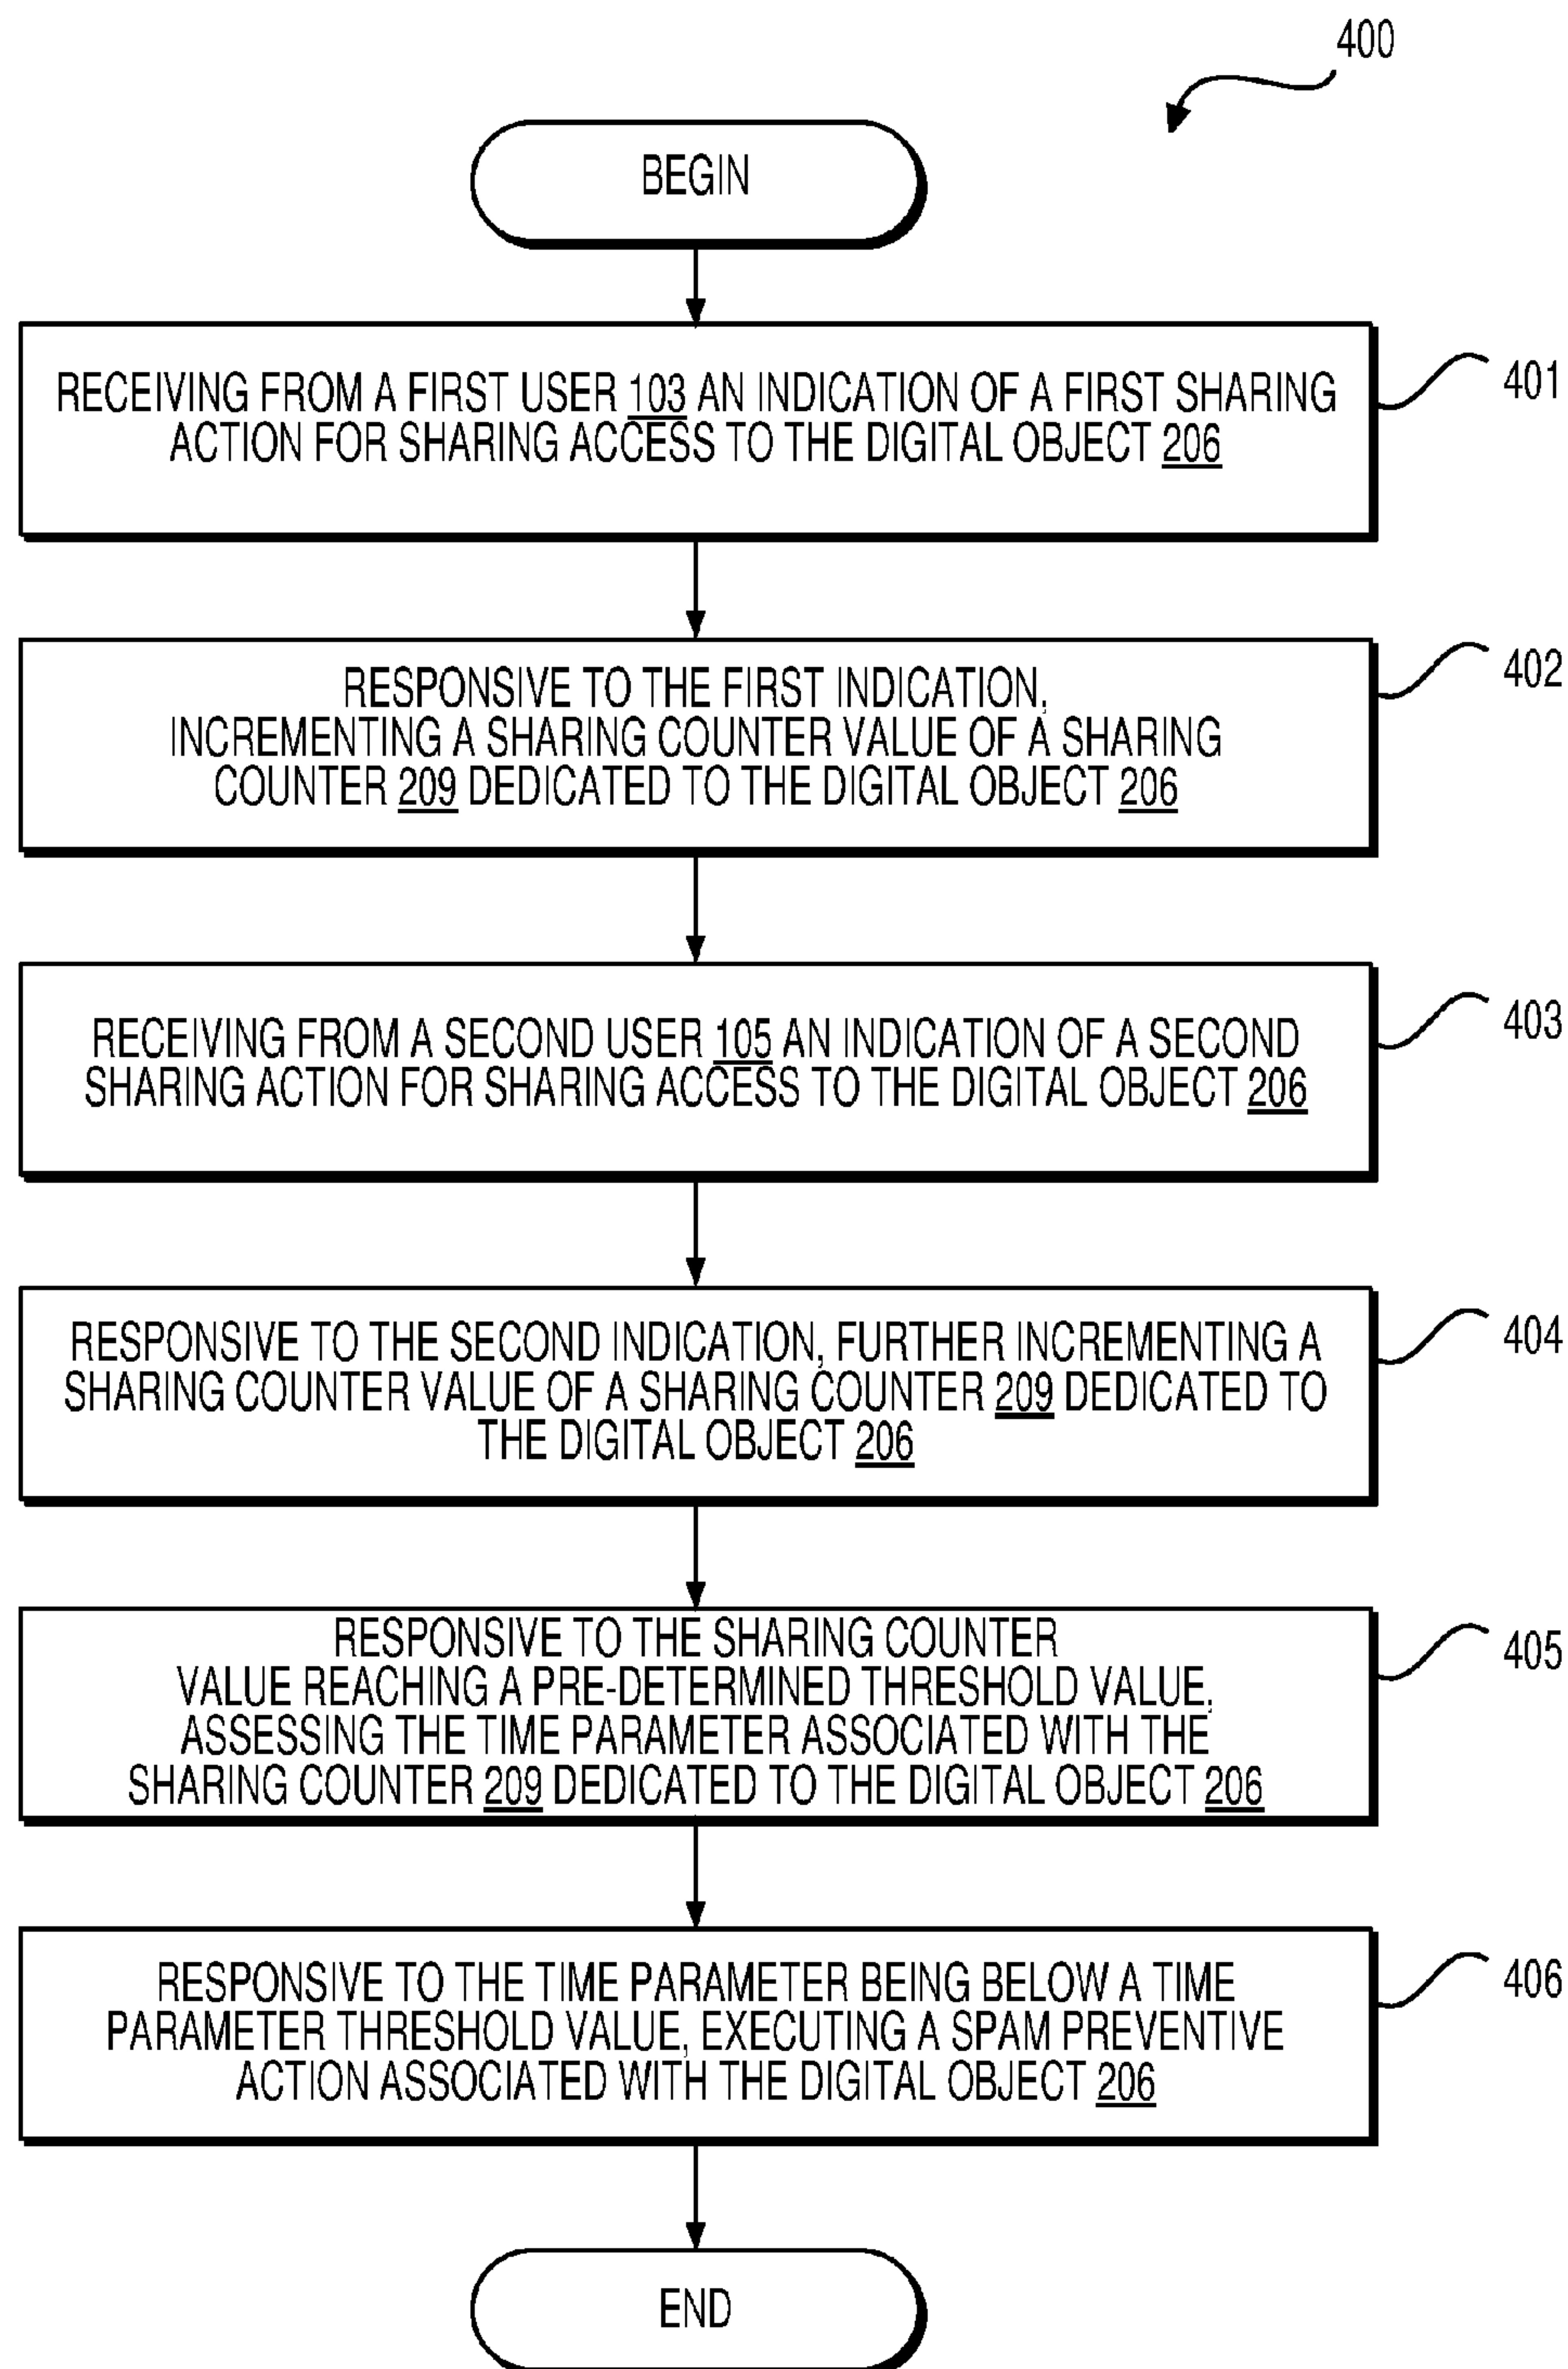 400
BEGIN
RECEIVING FROM A FIRST USER 103 AN INDICATION OF A FIRST SHARING
ACTION FOR SHARING ACCESS TO THE DIGITAL OBJECT 206
401
RESPONSIVE TO THE FIRST INDICATION,
INCREMENTING A SHARING COUNTER VALUE OF A SHARING
COUNTER 209 DEDICATED TO THE DIGITAL OBJECT 206
402
RECEIVING FROM A SECOND USER 105 AN INDICATION OF A SECOND
SHARING ACTION FOR SHARING ACCESS TO THE DIGITAL OBJECT 206
403
RESPONSIVE TO THE SECOND INDICATION, FURTHER INCREMENTING A
SHARING COUNTER VALUE OF A SHARING COUNTER 209 DEDICATED TO
THE DIGITAL OBJECT 206
404
RESPONSIVE TO THE SHARING COUNTER
VALUE REACHING A PRE-DETERMINED THRESHOLD VALUE,
ASSESSING THE TIME PARAMETER ASSOCIATED WITH THE
SHARING COUNTER 209 DEDICATED TO THE DIGITAL OBJECT 206
405
RESPONSIVE TO THE TIME PARAMETER BEING BELOW A TIME
PARAMETER THRESHOLD VALUE, EXECUTING A SPAM PREVENTIVE
ACTION ASSOCIATED WITH THE DIGITAL OBJECT 206
406
END